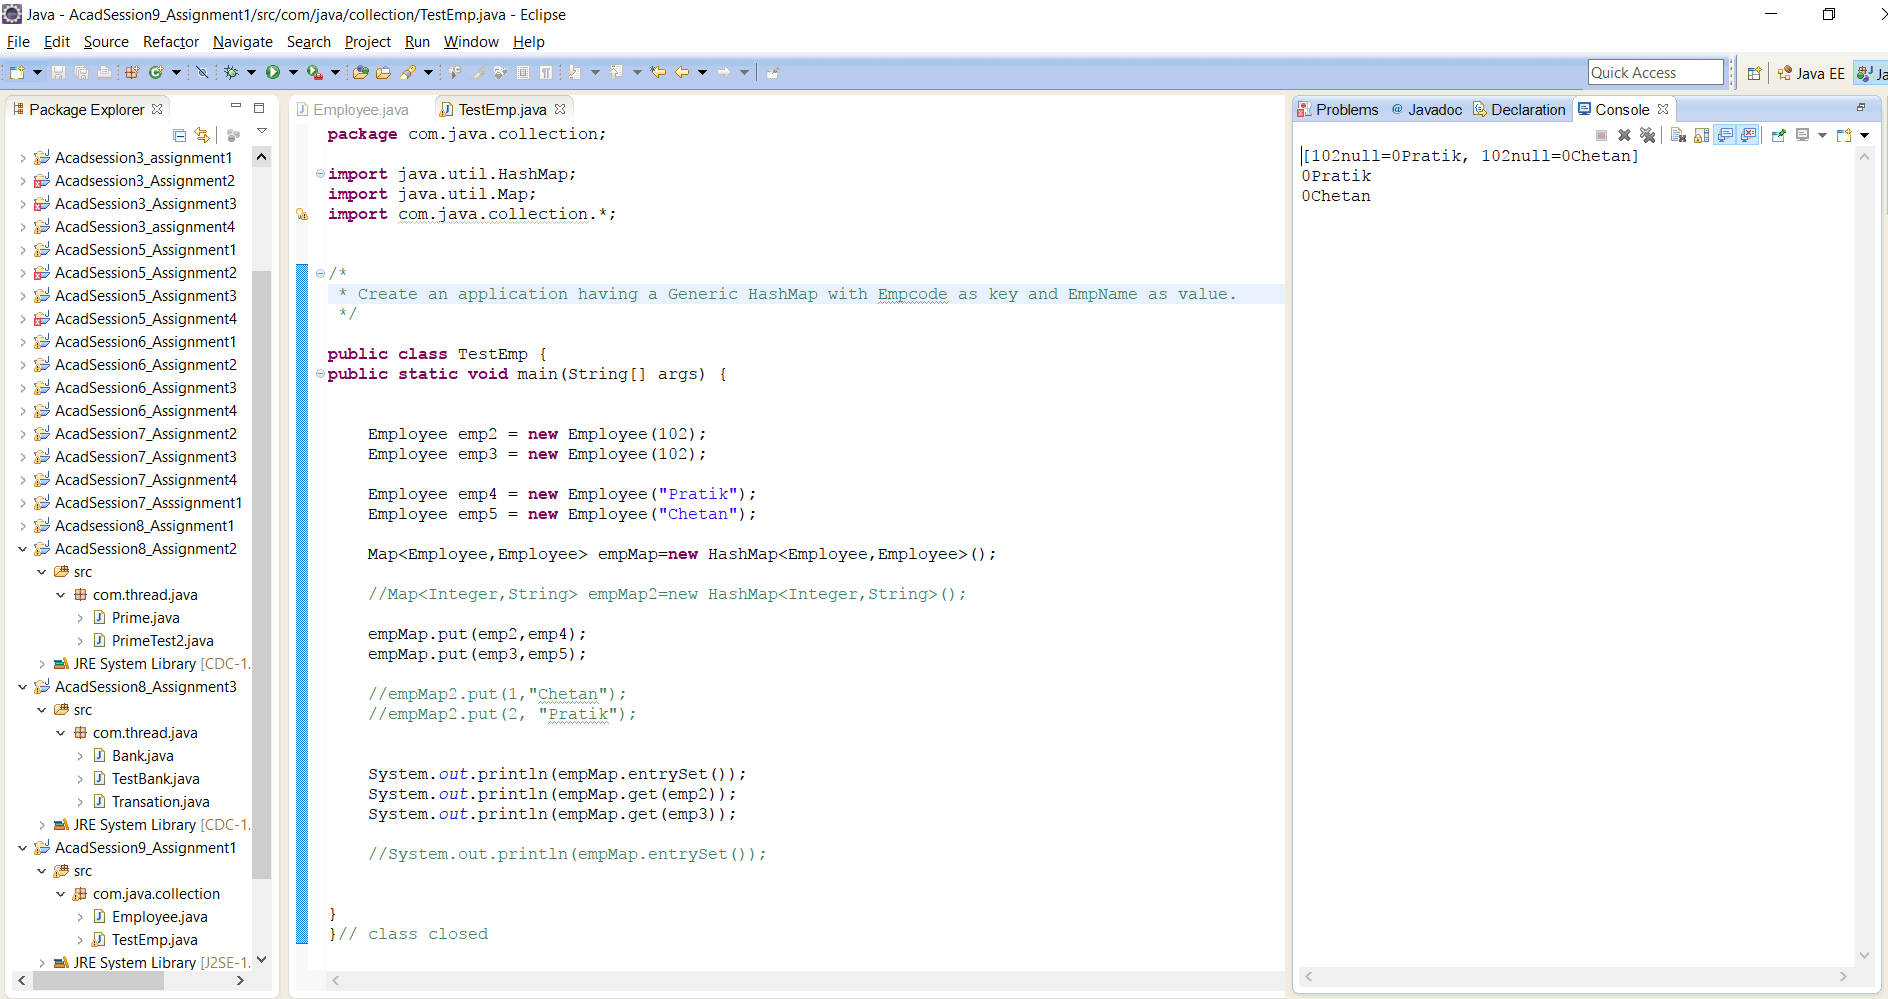 Java - AcadSession9_Assignment1/src/com/java/collection/TestEmp.java - Eclipse
File Edit Source Refactor Navigate Search Project Run Window Help
Quick Access
Java EE
Ja
Package Explorer
Acadsession3_assignment1
AcadSession3_Assignment2
AcadSession3_Assignment3
AcadSession3_assignment4
AcadSession5_Assignment1
AcadSession5_Assignment2
AcadSession5_Assignment3
AcadSession5_Assignment4
AcadSession6_Assignment1
AcadSession6_Assignment2
AcadSession6_Assignment3
AcadSession6_Assignment4
AcadSession7_Assignment2
AcadSession7_Assignment3
AcadSession7_Assignment4
AcadSession7_Asssignment1
Acadsession8_Assignment1
AcadSession8_Assignment2
src
com.thread.java
Prime.java
PrimeTest2.java
JRE System Library [CDC-1.
AcadSession8_Assignment3
src
com.thread.java
Bank.java
TestBank.java
Transation.java
JRE System Library [CDC-1.
AcadSession9_Assignment1
src
com.java.collection
Employee.java
TestEmp.java
JRE System Library [J2SE-1.
Employee.java TestEmp.java
package com.java.collection;
import java.util.HashMap;
import java.util.Map;
import com.java.collection.*;
/*
* Create an application having a Generic HashMap with Empcode as key and EmpName as value.
*/
public class TestEmp {
public static void main(String[] args) {
Employee emp2 = new Employee(102);
Employee emp3 = new Employee(102);
Employee emp4 = new Employee("Pratik");
Employee emp5 = new Employee("Chetan");
Map<Employee,Employee> empMap=new HashMap<Employee,Employee>();
//Map<Integer,String> empMap2=new HashMap<Integer,String>();
empMap.put(emp2,emp4);
empMap.put(emp3,emp5);
//empMap2.put(1,"Chetan");
//empMap2.put(2, "Pratik");
System.out.println(empMap.entrySet());
System.out.println(empMap.get(emp2));
System.out.println(empMap.get(emp3));
//System.out.println(empMap.entrySet());
}
}// class closed
Problems @ Javadoc Declaration Console
[102null=0Pratik, 102null=0Chetan]
0Pratik
0Chetan